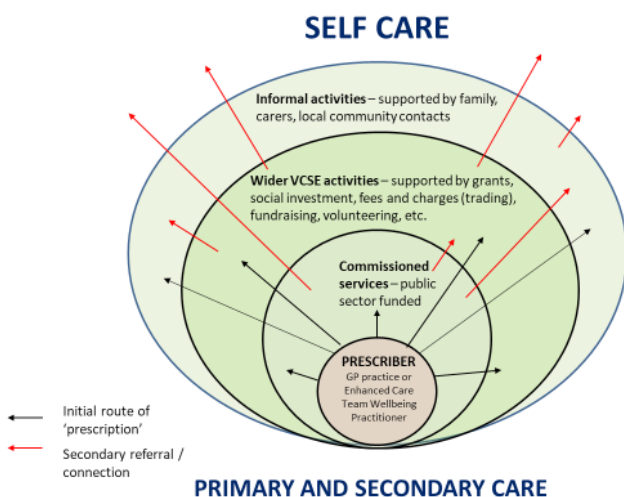 SELF CARE
Informal activities – supported by family,
carers, local community contacts
Wider VCSE activities – supported by grants,
social investment, fees and charges (trading),
fundraising, volunteering, etc.
Commissioned
services – public
sector funded
PRESCRIBER
GP practice or
Enhanced Care
Team Wellbeing
Practitioner
Initial route of
‘prescription’
Secondary referral /
connection
PRIMARY AND SECONDARY CARE